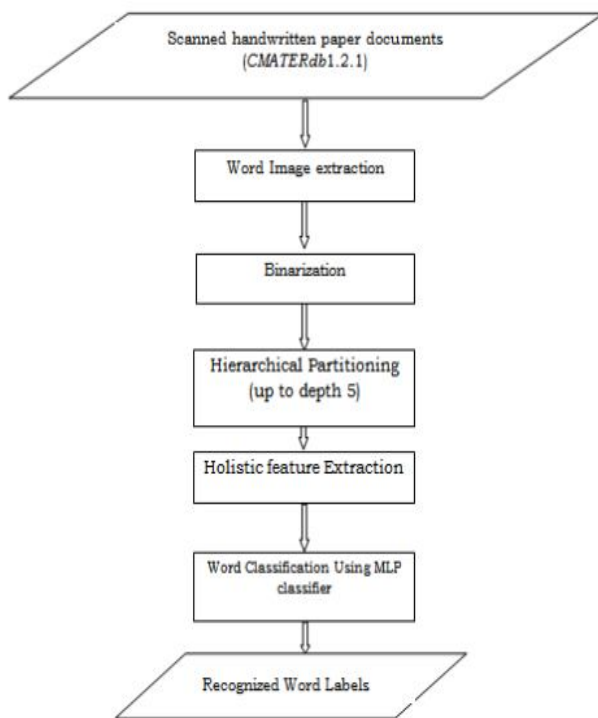 Scanned handwritten paper documents
(CMATERdb1.2.1)
Word Image extraction
Binarization
Hierarchical Partitioning
(up to depth 5)
Holistic feature Extraction
Word Classification Using MLP
classifier
Recognized Word Labels